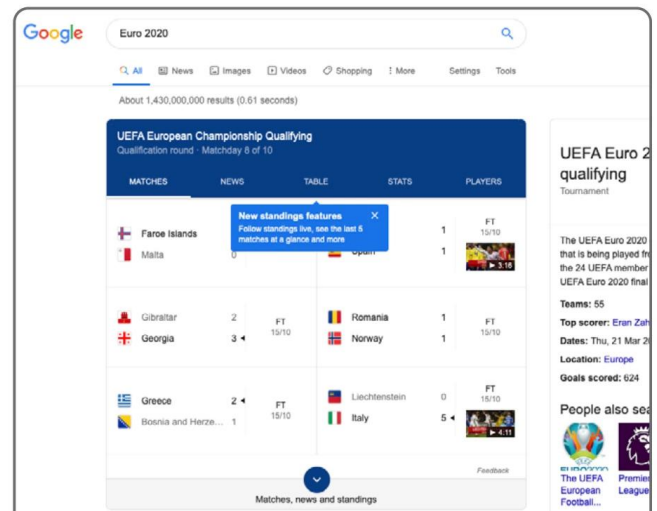 Google
Euro 2020
All News Images Videos Shopping More Settings Tools
About 1,430,000,000 results (0.61 seconds)
UEFA European Championship Qualifying
Qualification round · Matchday 8 of 10
MATCHES NEWS TABLE STATS PLAYERS
New standings features
Follow standings live, see the last 5
matches at a glance and more
Faroe Islands
Malta 0
1 FT
Spain 1 15/10
3:16
Gibraltar 2 FT
Georgia 3 15/10
Romania 1 FT
Norway 1 15/10
Greece 2 FT
Bosnia and Herze... 1 15/10
Liechtenstein 0 FT
Italy 5 15/10
4:11
Feedback
Matches, news and standings
UEFA Euro 2
qualifying
Tournament
The UEFA Euro 2020
that is being played fr
the 24 UEFA member
UEFA Euro 2020 final
Teams: 55
Top scorer: Eran Zah
Dates: Thu, 21 Mar 20
Location: Europe
Goals scored: 624
People also sea
EURO2020
The UEFA
European
Football...
Premier
League